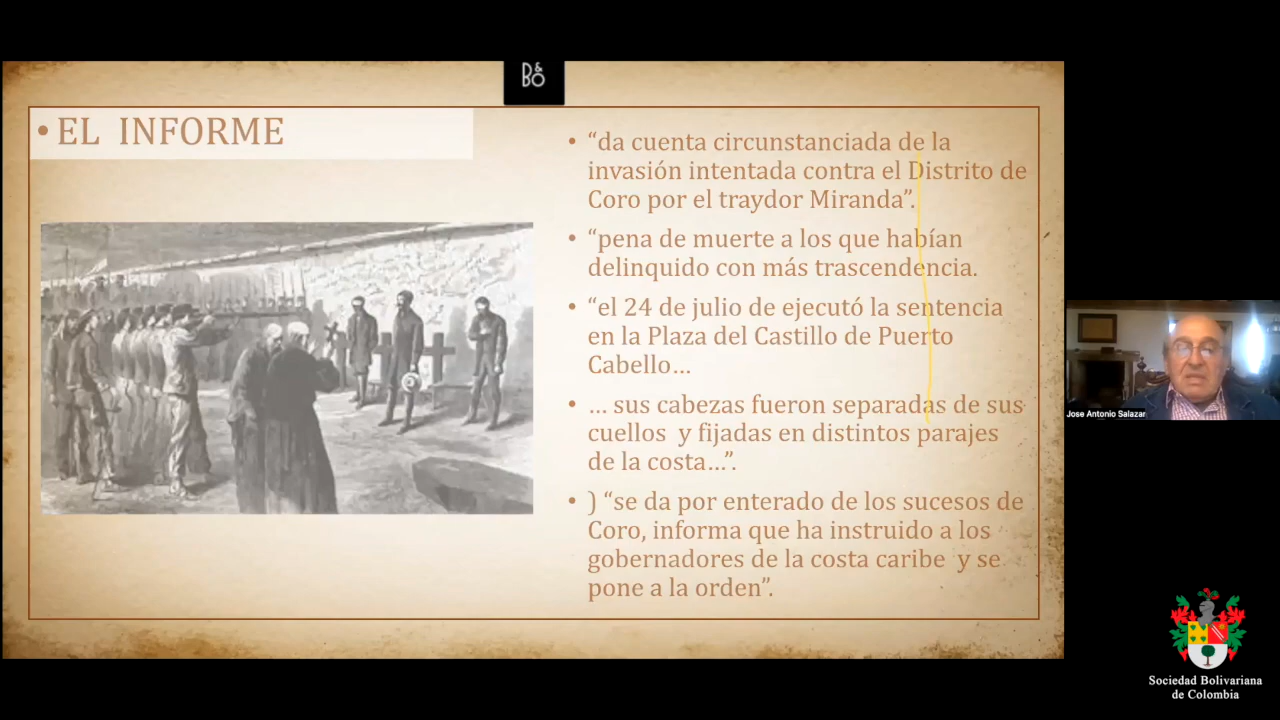 B&O
• EL INFORME
• “da cuenta circunstanciada de la
invasión intentada contra el Distrito de
Coro por el traydor Miranda”.
• “pena de muerte a los que habían
delinquido con más trascendencia.
• “el 24 de julio de ejecutó la sentencia
en la Plaza del Castillo de Puerto
Cabello…
• … sus cabezas fueron separadas de sus
cuellos y fijadas en distintos parajes
de la costa…”.
• ) “se da por enterado de los sucesos de
Coro, informa que ha instruido a los
gobernadores de la costa caribe y se
pone a la orden”.
Jose Antonio Salazar
Sociedad Bolivariana
de Colombia